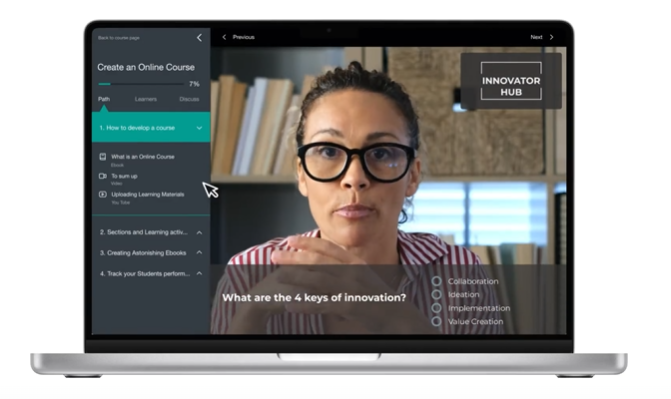 Back to course page
Previous
Next
Create an Online Course
7%
Path Learners Discuss
1. How to develop a course
What is an Online Course
Ebook
To sum up
Video
Uploading Learning Materials
You Tube
2. Sections and Learning activ...
3. Creating Astonishing Ebooks
4. Track your Students perform...
INNOVATOR
HUB
What are the 4 keys of innovation?
Collaboration
Ideation
Implementation
Value Creation